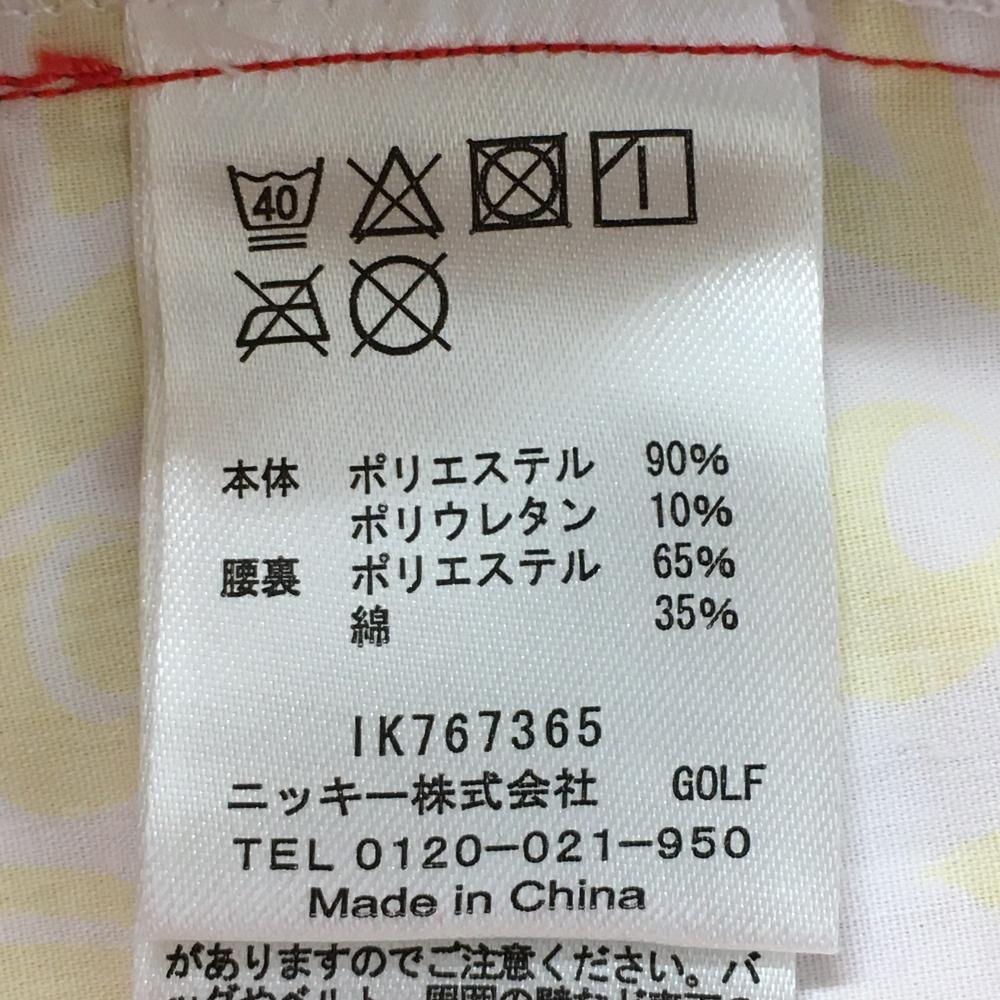 40
本体 ポリエステル 90%
ポリウレタン 10%
腰裏 ポリエステル 65%
綿 35%
IK767365
ニッキー株式会社 GOLF
TEL 0120-021-950
Made in China
がありますのでご注意ください。バ